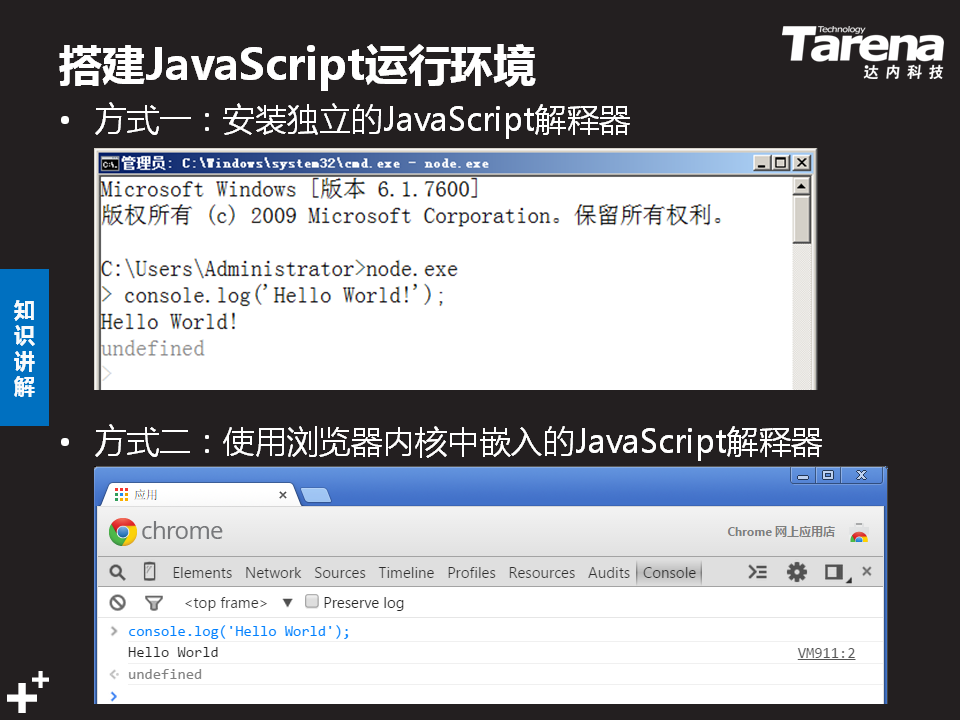 搭建JavaScript运行环境
Technology
Tarena
达内科技
• 方式一：安装独立的JavaScript解释器
管理员: C:\Windows\system32\cmd.exe - node.exe
Microsoft Windows [版本 6.1.7600]
版权所有 (c) 2009 Microsoft Corporation。保留所有权利。
C:\Users\Administrator>node.exe
> console.log('Hello World!');
Hello World!
undefined
>
知识讲解
• 方式二：使用浏览器内核中嵌入的JavaScript解释器
应用
chrome
Chrome 网上应用店
Elements Network Sources Timeline Profiles Resources Audits Console
<top frame> ▼ Preserve log
> console.log('Hello World');
Hello World VM911:2
undefined
>